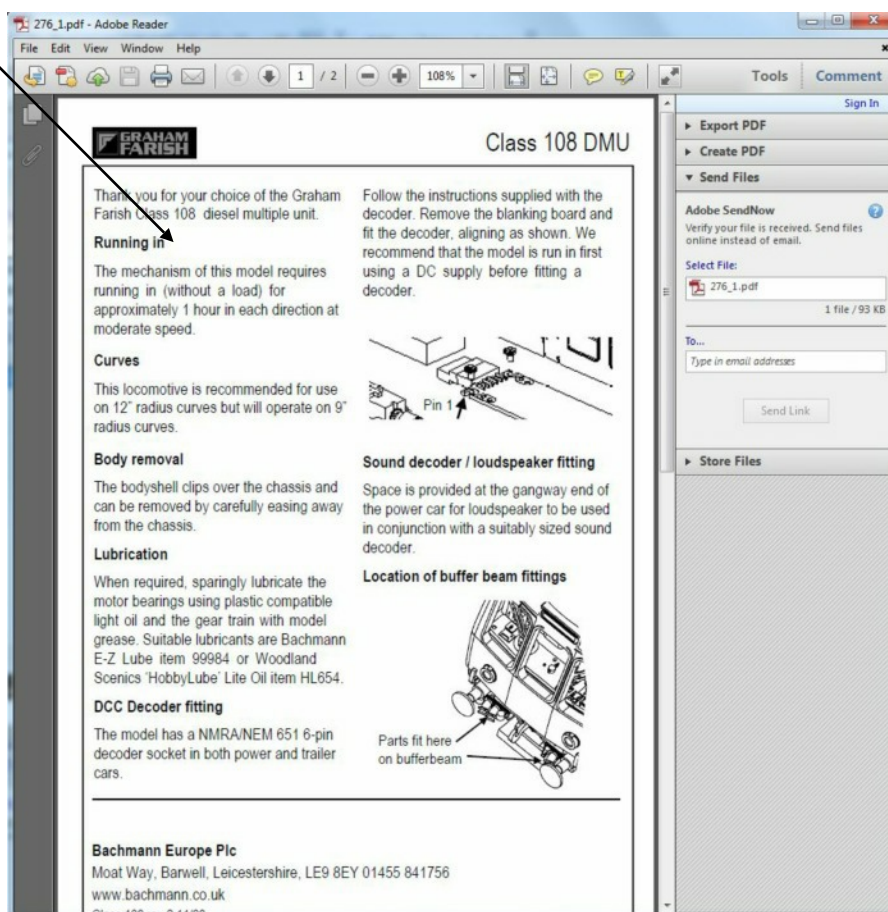 276_1.pdf - Adobe Reader
File Edit View Window Help
1 / 2 108% Tools Comment
Sign In
Export PDF
Create PDF
Send Files
Adobe SendNow
Verify your file is received. Send files
online instead of email.
Select File:
276_1.pdf
1 file / 93 KB
To...
Type in email addresses
Send Link
Store Files
GRAHAM
FARISH
Class 108 DMU
Thank you for your choice of the Graham
Farish Class 108 diesel multiple unit.
Running in
The mechanism of this model requires
running in (without a load) for
approximately 1 hour in each direction at
moderate speed.
Curves
This locomotive is recommended for use
on 12" radius curves but will operate on 9"
radius curves.
Body removal
The bodyshell clips over the chassis and
can be removed by carefully easing away
from the chassis.
Lubrication
When required, sparingly lubricate the
motor bearings using plastic compatible
light oil and the gear train with model
grease. Suitable lubricants are Bachmann
E-Z Lube item 99984 or Woodland
Scenics 'HobbyLube' Lite Oil item HL654.
DCC Decoder fitting
The model has a NMRA/NEM 651 6-pin
decoder socket in both power and trailer
cars.
Follow the instructions supplied with the
decoder. Remove the blanking board and
fit the decoder, aligning as shown. We
recommend that the model is run in first
using a DC supply before fitting a
decoder.
Pin 1
Sound decoder / loudspeaker fitting
Space is provided at the gangway end of
the power car for loudspeaker to be used
in conjunction with a suitably sized sound
decoder.
Location of buffer beam fittings
Parts fit here
on bufferbeam
Bachmann Europe Plc
Moat Way, Barwell, Leicestershire, LE9 8EY 01455 841756
www.bachmann.co.uk